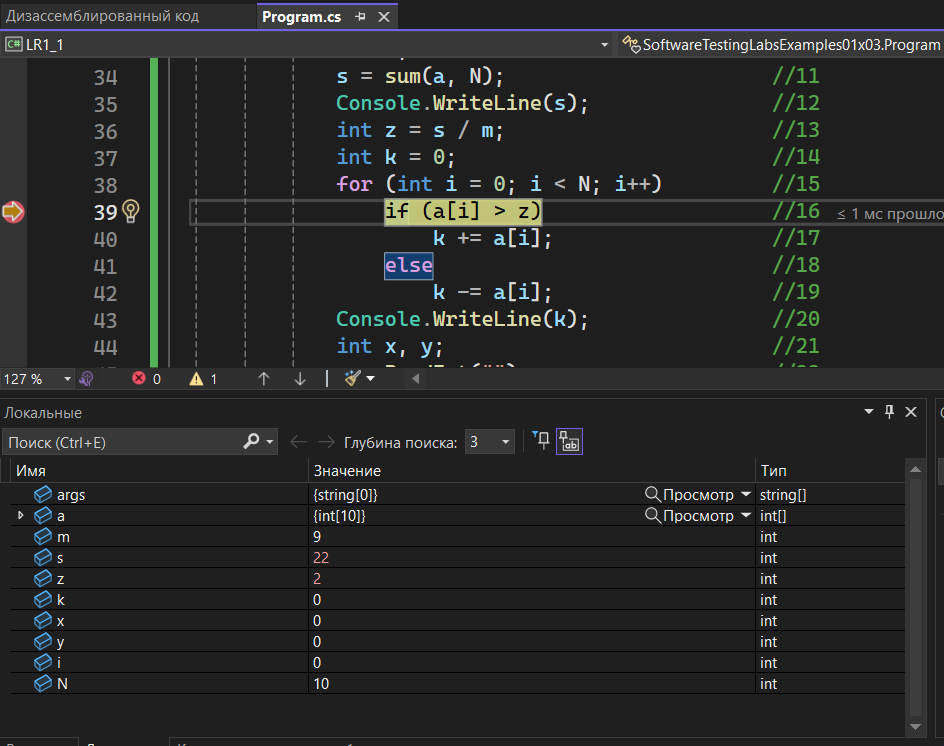 Дизассемблированный код Program.cs
C# LR1_1 SoftwareTestingLabsExamples01x03.Program
34 s = sum(a, N); //11
35 Console.WriteLine(s); //12
36 int z = s / m; //13
37 int k = 0; //14
38 for (int i = 0; i < N; i++) //15
39 if (a[i] > z) //16 ≤ 1 мс прошло
40 k += a[i]; //17
41 else //18
42 k -= a[i]; //19
43 Console.WriteLine(k); //20
44 int x, y; //21
127 % 0 1
Локальные
Поиск (Ctrl+E) Глубина поиска: 3
Имя Значение Тип
args {string[0]} Просмотр string[]
a {int[10]} Просмотр int[]
m 9 int
s 22 int
z 2 int
k 0 int
x 0 int
y 0 int
i 0 int
N 10 int